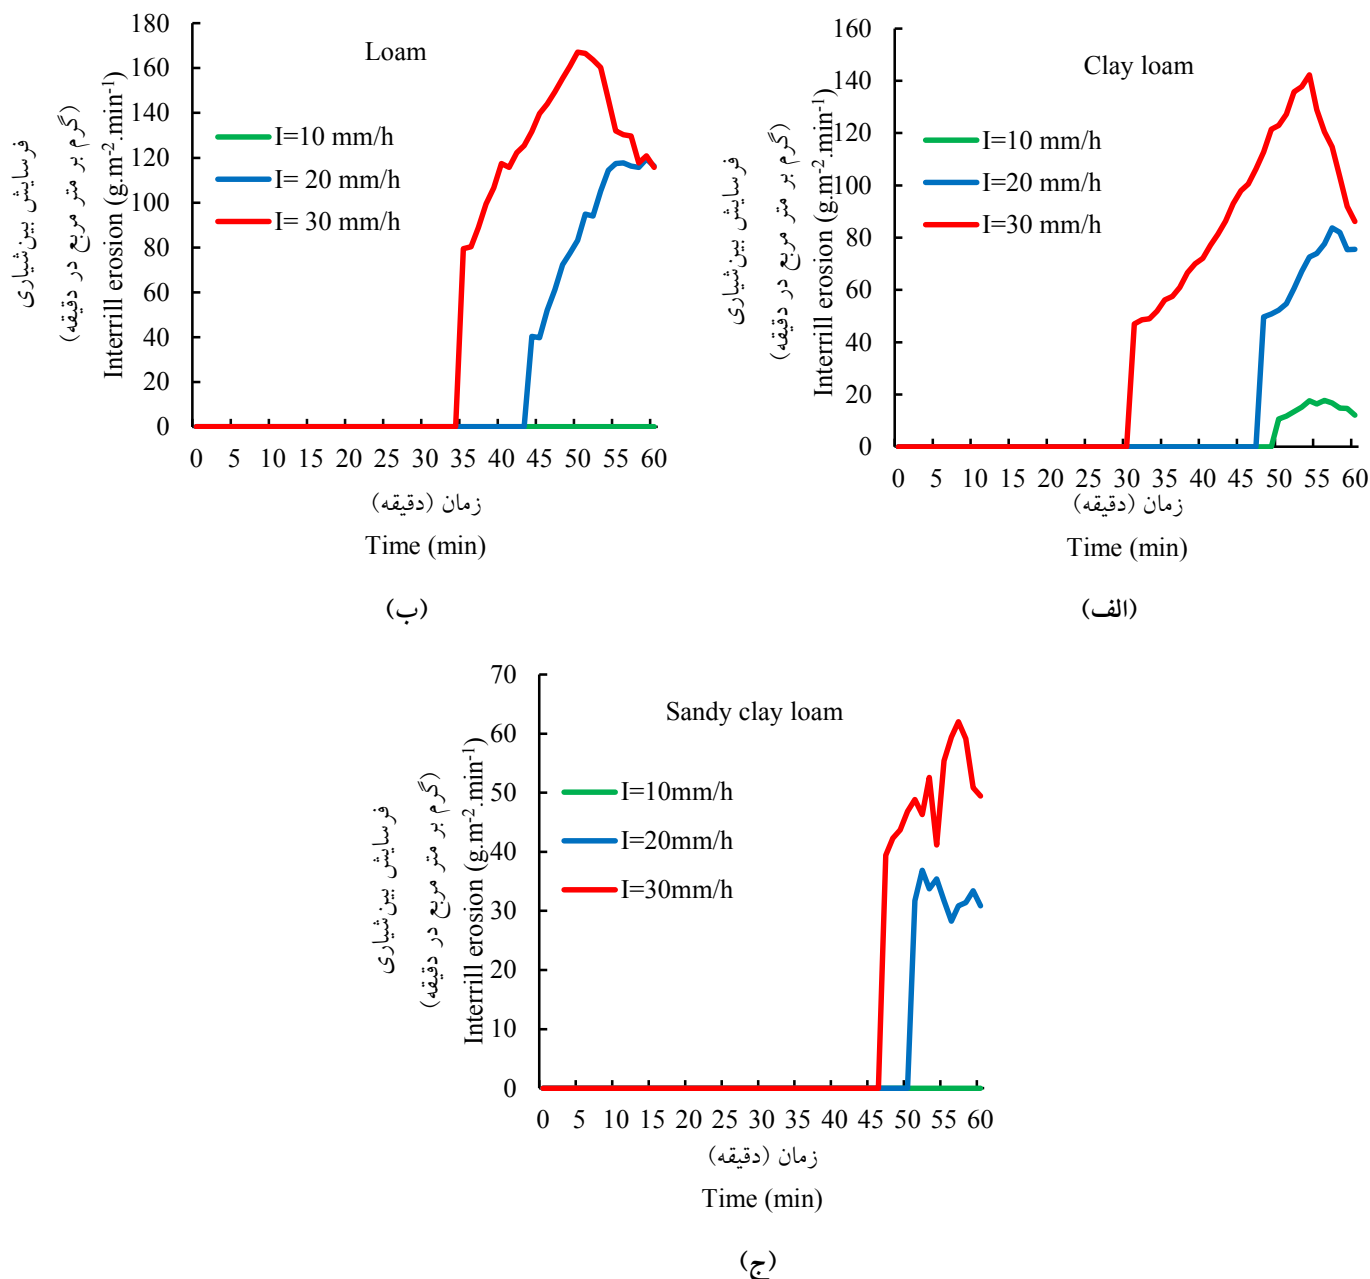 Loam
180
160
140
120
100
80
60
40
20
0
I=10 mm/h
I= 20 mm/h
I= 30 mm/h
فرسایش بین‌شیاری
(گرم بر متر مربع در دقیقه)
Interrill erosion (g.m-2.min-1)
0 5 10 15 20 25 30 35 40 45 50 55 60
زمان (دقیقه)
Time (min)
(ب)
Clay loam
160
140
120
100
80
60
40
20
0
I=10 mm/h
I=20 mm/h
I=30 mm/h
فرسایش بین‌شیاری
(گرم بر متر مربع در دقیقه)
Interrill erosion (g.m-2.min-1)
0 5 10 15 20 25 30 35 40 45 50 55 60
زمان (دقیقه)
Time (min)
(الف)
Sandy clay loam
70
60
50
40
30
20
10
0
I=10mm/h
I=20mm/h
I=30mm/h
فرسایش بین‌شیاری
(گرم بر متر مربع در دقیقه)
Interrill erosion (g.m-2.min-1)
0 5 10 15 20 25 30 35 40 45 50 55 60
زمان (دقیقه)
Time (min)
(ج)